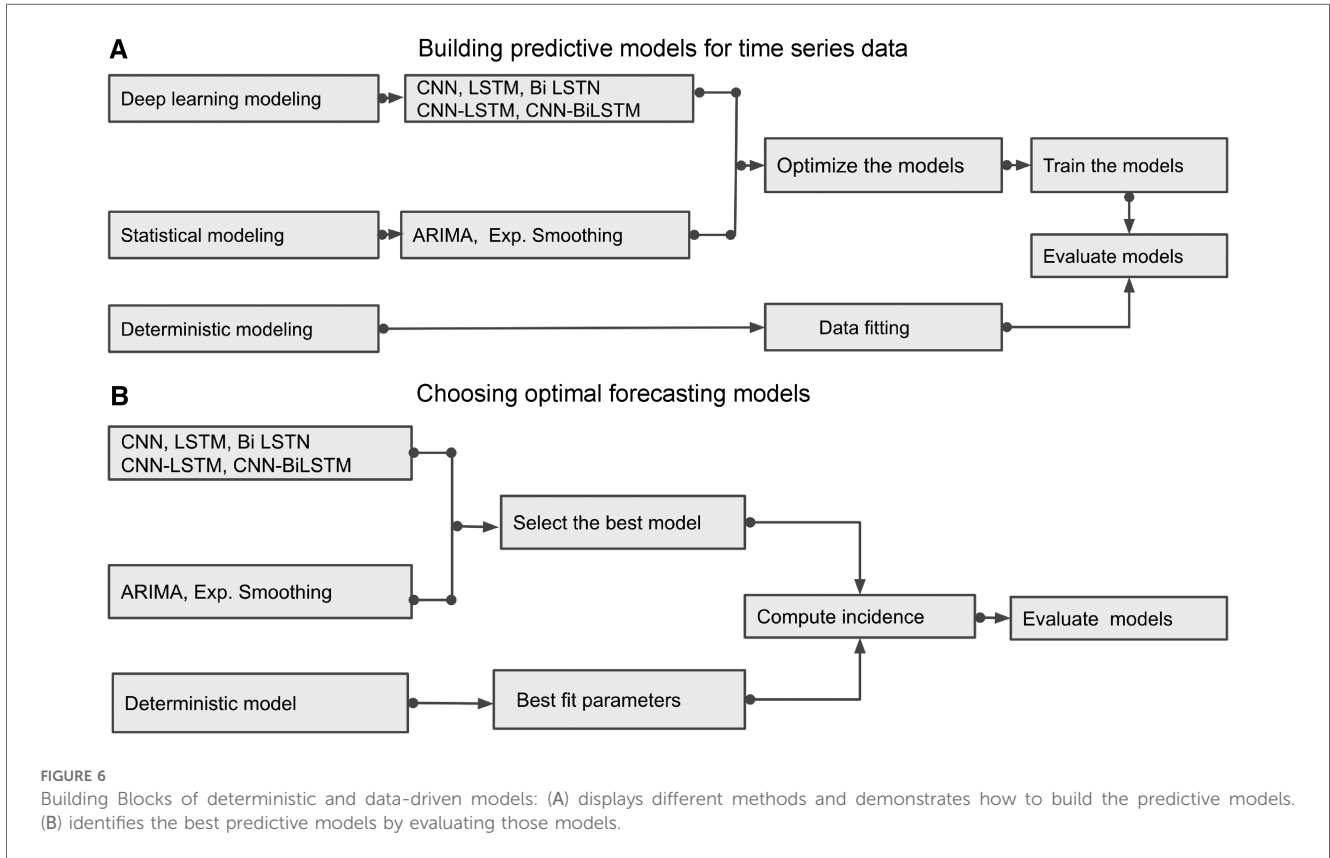 A
Building predictive models for time series data
Deep learning modeling
CNN, LSTM, Bi LSTN
CNN-LSTM, CNN-BiLSTM
Optimize the models
Train the models
Statistical modeling
ARIMA, Exp. Smoothing
Evaluate models
Deterministic modeling
Data fitting
B
Choosing optimal forecasting models
CNN, LSTM, Bi LSTN
CNN-LSTM, CNN-BiLSTM
Select the best model
ARIMA, Exp. Smoothing
Compute incidence
Evaluate models
Deterministic model
Best fit parameters
FIGURE 6
Building Blocks of deterministic and data-driven models: (A) displays different methods and demonstrates how to build the predictive models.
(B) identifies the best predictive models by evaluating those models.